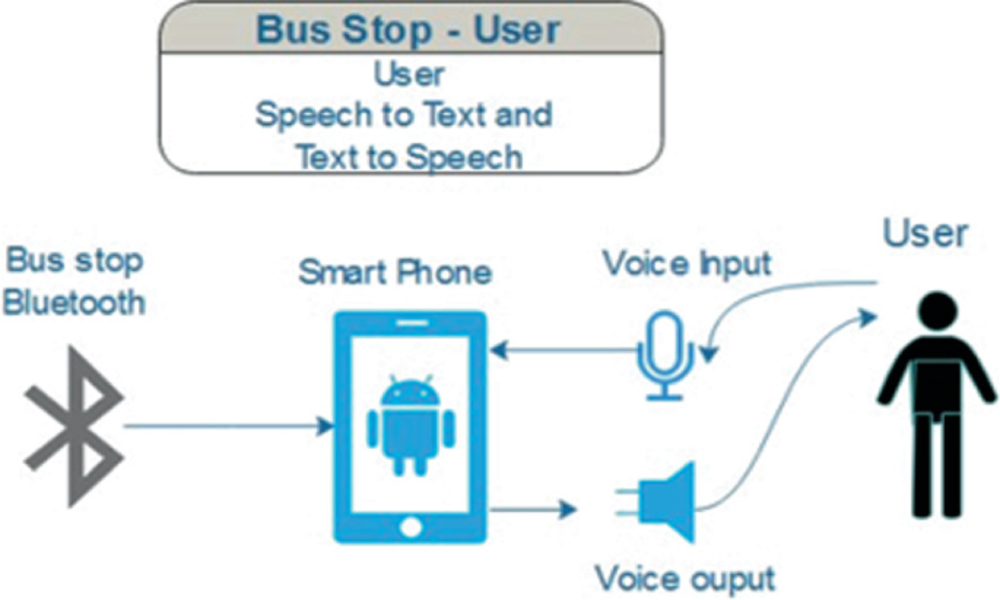 Bus Stop - User
User
Speech to Text and
Text to Speech
User
Bus stop
Bluetooth
Smart Phone
Voice Input
Voice ouput